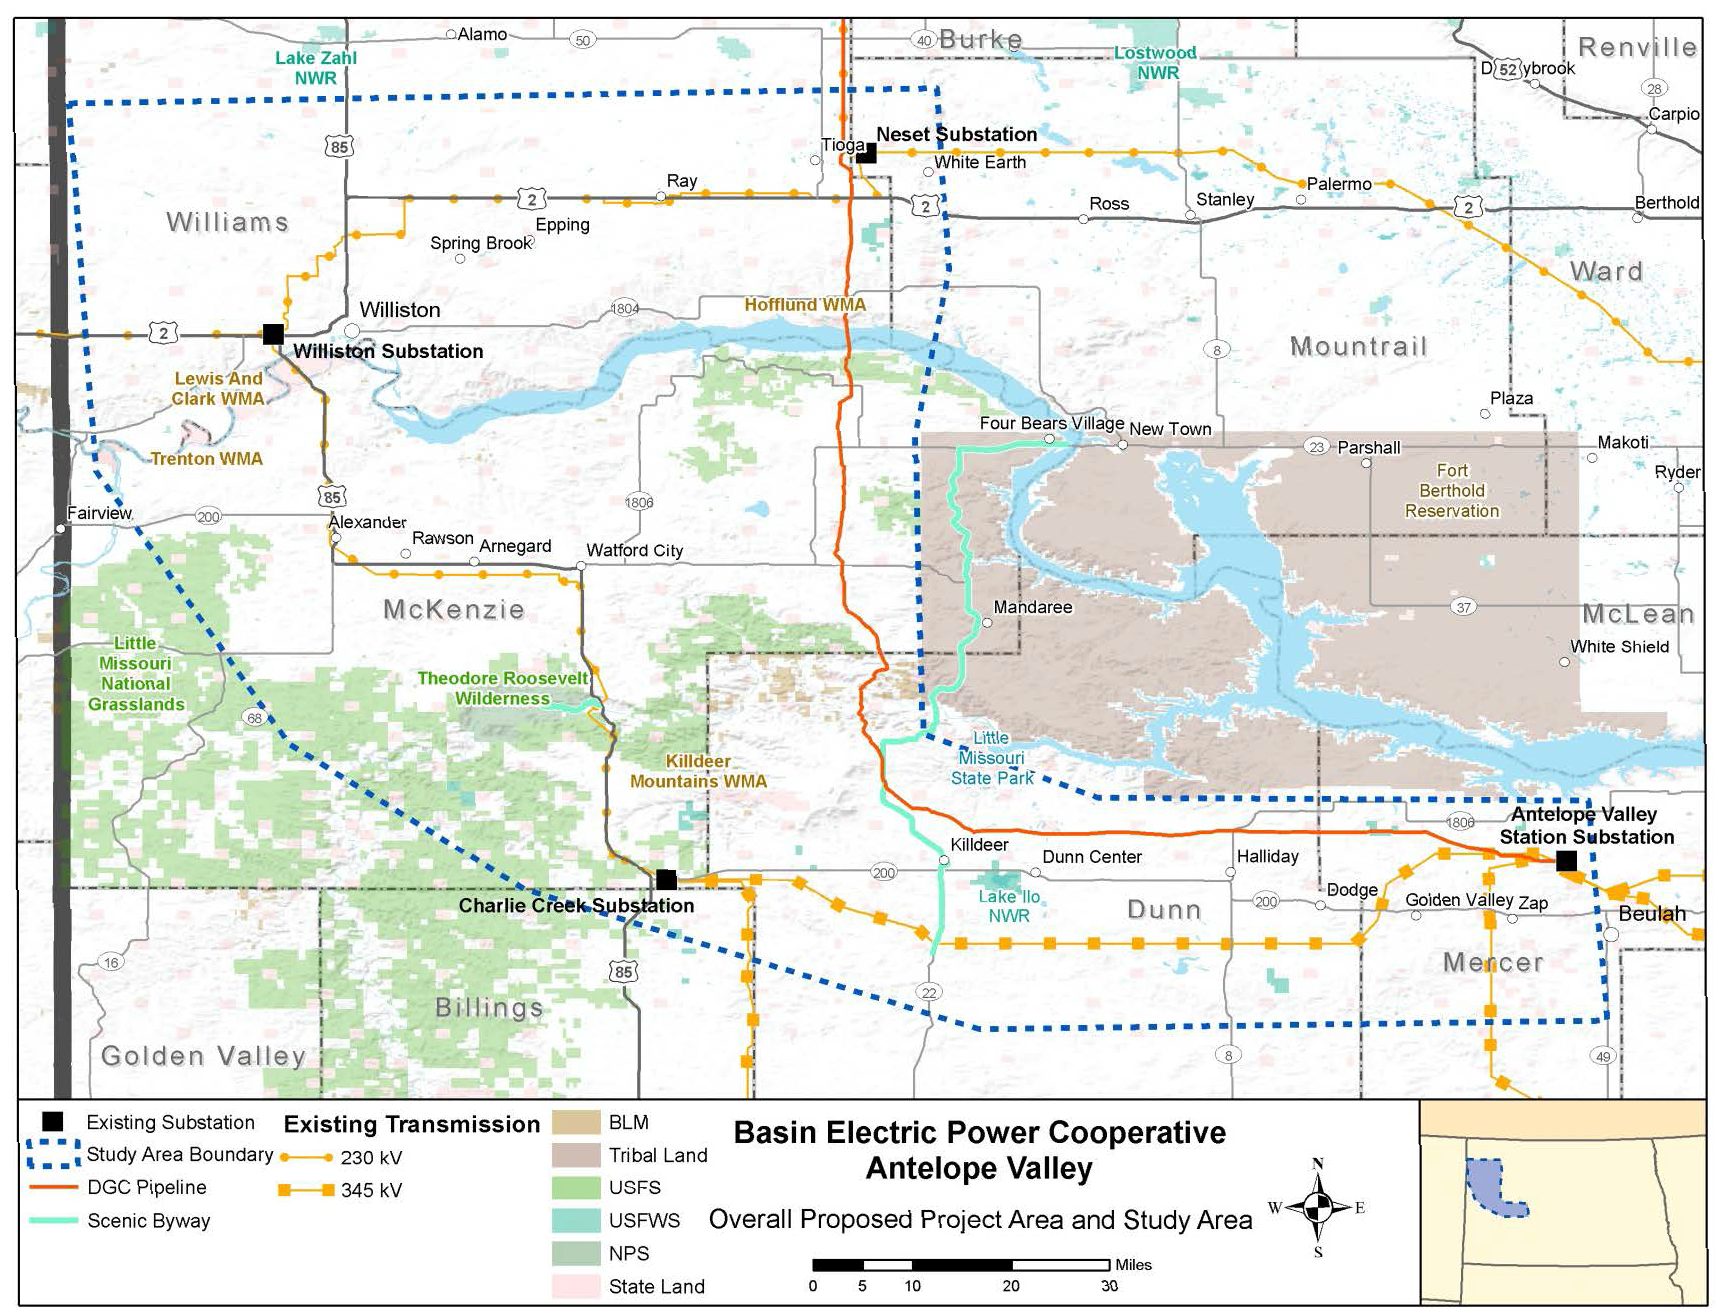 Alamo
50
40
Burke
Renville
Lake Zahl
NWR
Lostwood
NWR
52
28
Carpio
85
Neset Substation
Tioga
White Earth
Ray
2
2
Palermo
Stanley
2
Ross
Berthold
Williams
Epping
Spring Brook
Ward
Williston
1804
Hofflund WMA
2
Williston Substation
Mountrail
8
Lewis And
Clark WMA
Plaza
Four Bears Village
New Town
Trenton WMA
23
Parshall
Makoti
Fort
Berthold
Reservation
Ryder
85
1806
Fairview
200
Alexander
Rawson
Arnegard
Watford City
McKenzie
Mandaree
37
McLean
Little
Missouri
National
Grasslands
White Shield
Theodore Roosevelt
Wilderness
68
Little
Missouri
State Park
Killdeer
Mountains WMA
Antelope Valley
Station Substation
1806
Killdeer
Dunn Center
Halliday
200
Lake Ilo
NWR
Charlie Creek Substation
Dodge
200
Golden Valley
Zap
Beulah
Dunn
16
85
22
Mercer
Billings
Golden Valley
8
49
Existing Substation
Study Area Boundary
DGC Pipeline
Scenic Byway
Existing Transmission
230 kV
345 kV
BLM
Tribal Land
USFS
USFWS
NPS
State Land
Basin Electric Power Cooperative
Antelope Valley
Overall Proposed Project Area and Study Area
Miles
0 5 10 20 30
N
W E
S